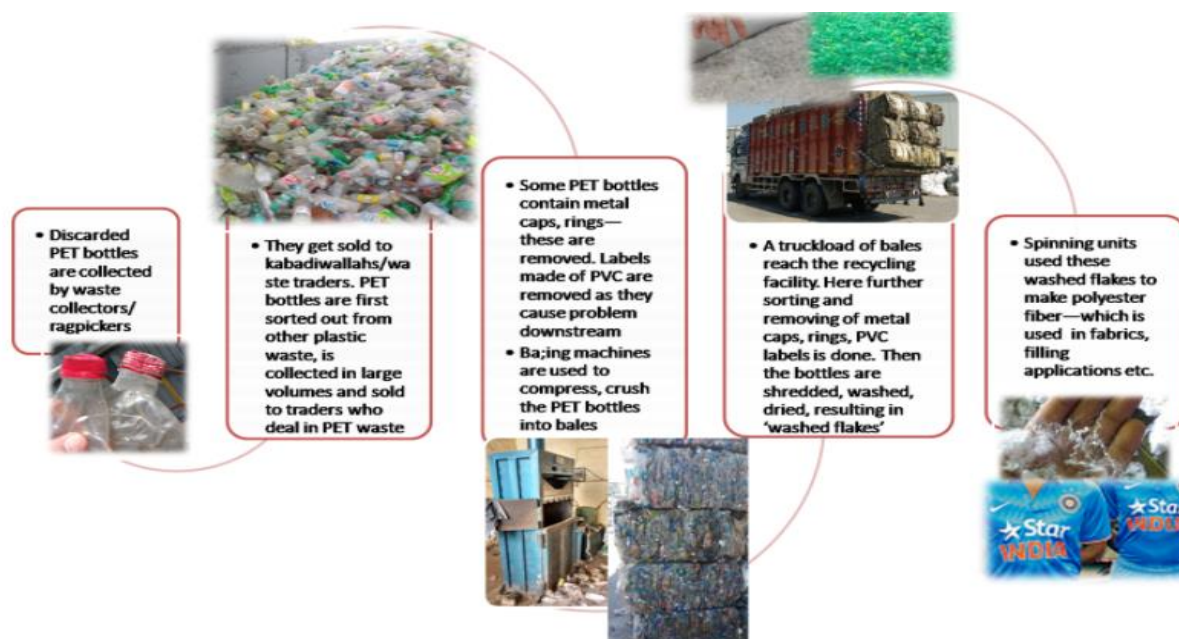 • Discarded
PET bottles
are collected
by waste
collectors/
ragpickers
• They get sold to
kabadiwallahs/wa
ste traders. PET
bottles are first
sorted out from
other plastic
waste, is
collected in large
volumes and sold
to traders who
deal in PET waste
• Some PET bottles
contain metal
caps, rings—
these are
removed. Labels
made of PVC are
removed as they
cause problem
downstream
• Ba;ing machines
are used to
compress, crush
the PET bottles
into bales
• A truckload of bales
reach the recycling
facility. Here further
sorting and
removing of metal
caps, rings, PVC
labels is done. Then
the bottles are
shredded, washed,
dried, resulting in
‘washed flakes’
• Spinning units
used these
washed flakes to
make polyester
fiber—which is
used in fabrics,
filling
applications etc.
Star
INDIA
Star
INDIA